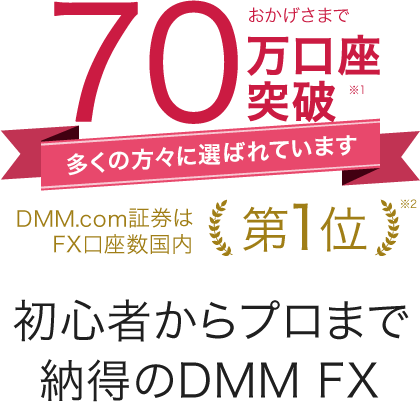 おかげさまで
70万口座
突破 ※1
多くの方々に選ばれています
DMM.com証券は
FX口座数国内
第1位 ※2
初心者からプロまで
納得のDMM FX